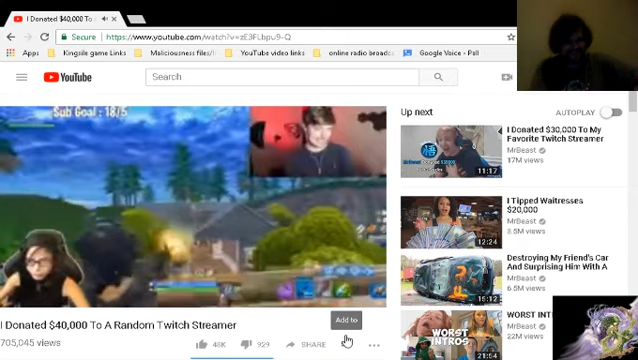 I Donated $40,000 To A
Secure https://www.youtube.com/watch?v=zE3FLbpu9-Q
Apps Kingsile game Links Maliciousness files/l YouTube video links online radio broadc Google Voice - Pall
YouTube Search
Sub Goal : 18/5
Up next
AUTOPLAY
I Donated $30,000 To My
Favorite Twitch Streamer
MrBeast
17M views
11:17
I Tipped Waitresses
$20,000
MrBeast
3.5M views
12:24
Destroying My Friend's Car
And Surprising Him With A
MrBeast
6.5M views
15:12
WORST INT
MrBeast
22M views
WORST
INTROS
21:54
I Donated $40,000 To A Random Twitch Streamer
Add to
705,045 views
48K 929 SHARE